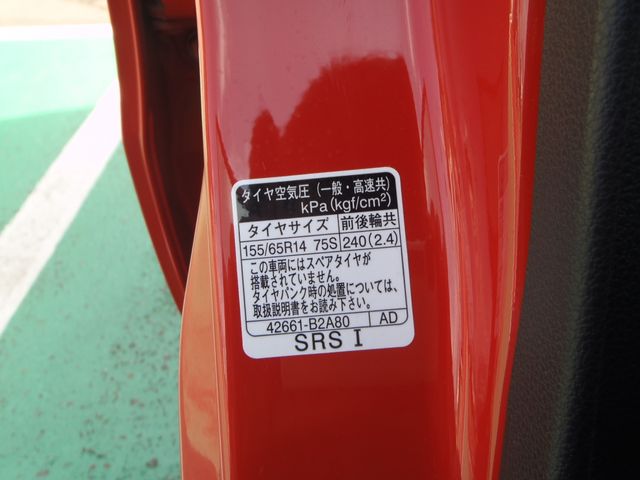 タイヤ空気圧 (一般・高速共)
kPa (kgf/cm²)
タイヤサイズ 前後輪共
155/65R14 75S 240 (2.4)
この車両にはスペアタイヤが
搭載されていません。
タイヤパンク時の処置については、
取扱説明書をお読み下さい。
42661-B2A80 AD
SRS I